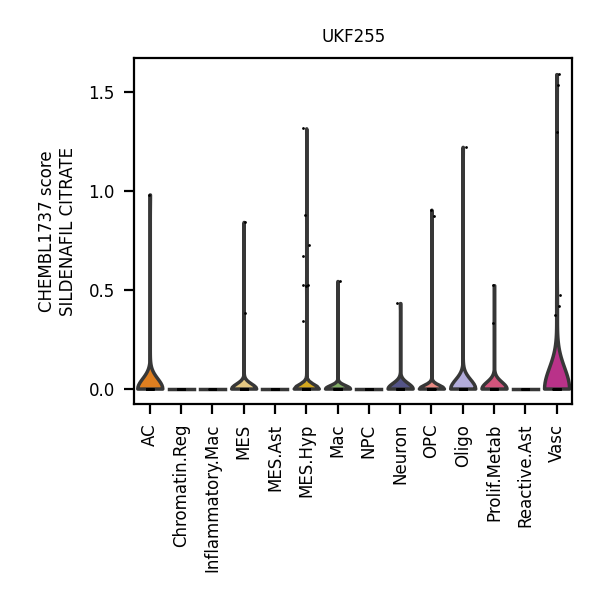 UKF255
CHEMBL1737 score
SILDENAFIL CITRATE
1.5
1.0
0.5
0.0
AC
Chromatin.Reg
Inflammatory.Mac
MES
MES.Ast
MES.Hyp
Mac
NPC
Neuron
OPC
Oligo
Prolif.Metab
Reactive.Ast
Vasc